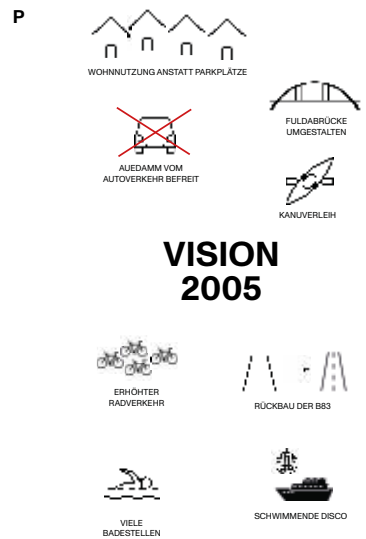 P
WOHNNUTZUNG ANSTATT PARKPLÄTZE
FULDABRÜCKE
UMGESTALTEN
AUEDAMM VOM
AUTOVERKEHR BEFREIT
KANUVERLEIH
VISION
2005
ERHÖHTER
RADVERKEHR
RÜCKBAU DER B83
VIELE
BADESTELLEN
SCHWIMMENDE DISCO